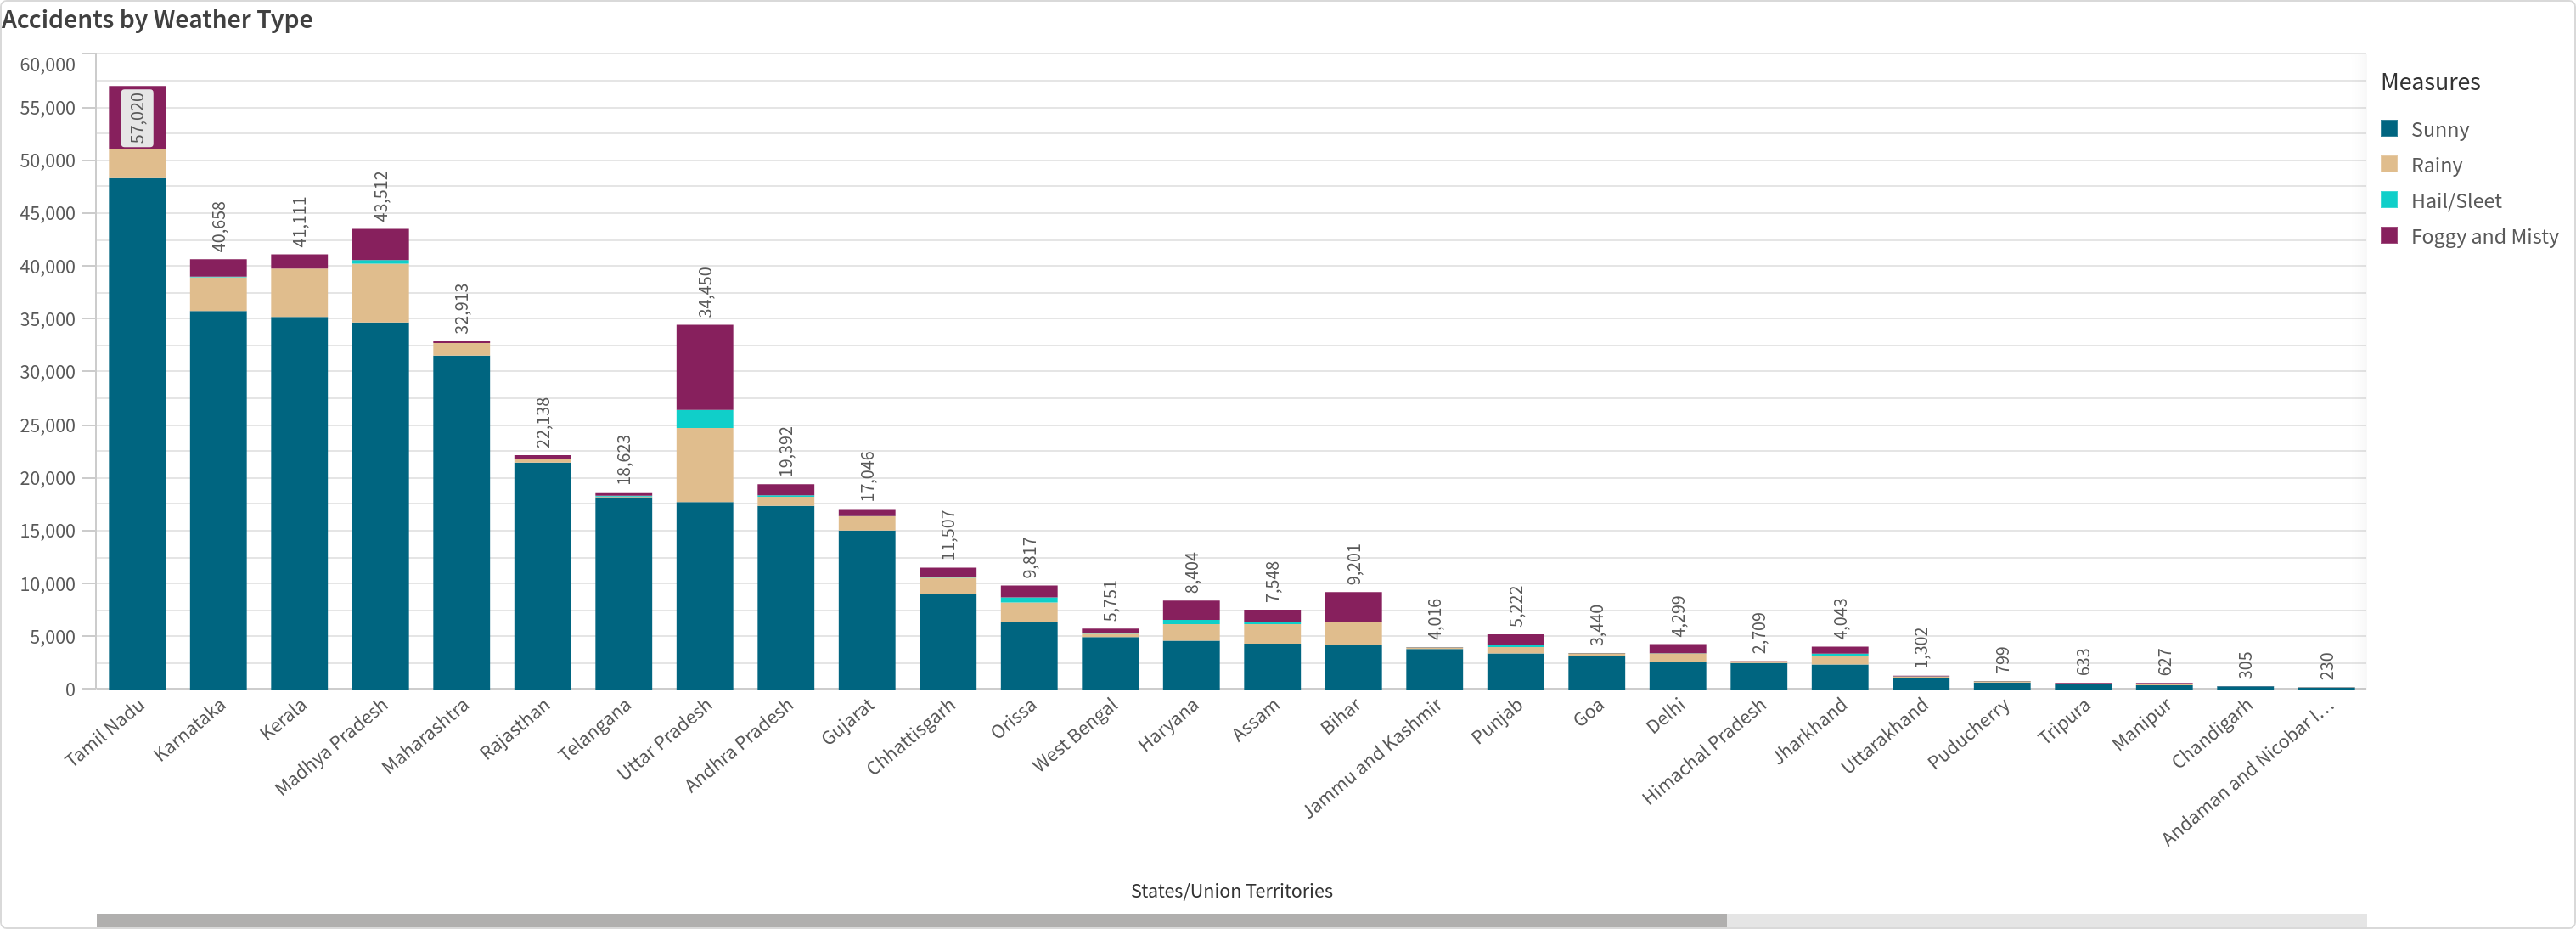 Accidents by Weather Type
60,000
55,000
50,000
45,000
40,000
35,000
30,000
25,000
20,000
15,000
10,000
5,000
0
57,020
40,658
41,111
43,512
32,913
22,138
18,623
34,450
19,392
17,046
11,507
9,817
5,751
8,404
7,548
9,201
4,016
5,222
3,440
4,299
2,709
4,043
1,302
799
633
627
305
230
Tamil Nadu
Karnataka
Kerala
Madhya Pradesh
Maharashtra
Rajasthan
Telangana
Uttar Pradesh
Andhra Pradesh
Gujarat
Chhattisgarh
Orissa
West Bengal
Haryana
Assam
Bihar
Jammu and Kashmir
Punjab
Goa
Delhi
Himachal Pradesh
Jharkhand
Uttarakhand
Puducherry
Tripura
Manipur
Chandigarh
Andaman and Nicobar I...
States/Union Territories
Measures
Sunny
Rainy
Hail/Sleet
Foggy and Misty